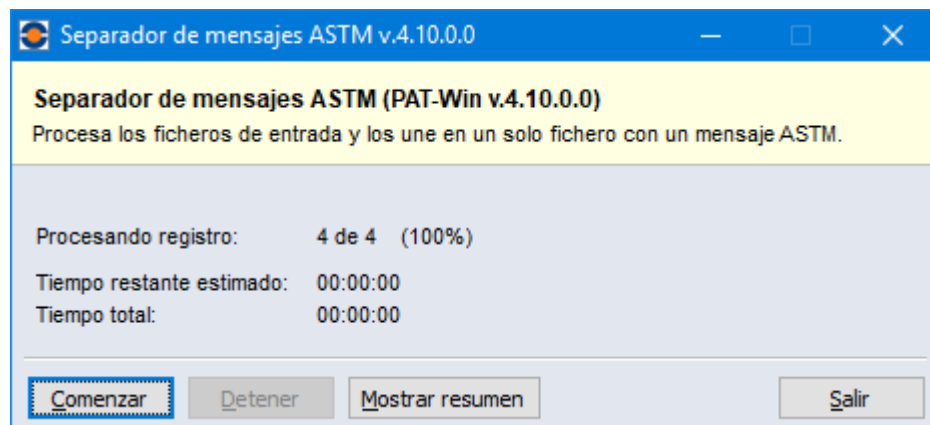 Separador de mensajes ASTM v.4.10.0.0
Separador de mensajes ASTM (PAT-Win v.4.10.0.0)
Procesa los ficheros de entrada y los une en un solo fichero con un mensaje ASTM.
Procesando registro: 4 de 4 (100%)
Tiempo restante estimado: 00:00:00
Tiempo total: 00:00:00
Comenzar Detener Mostrar resumen Salir